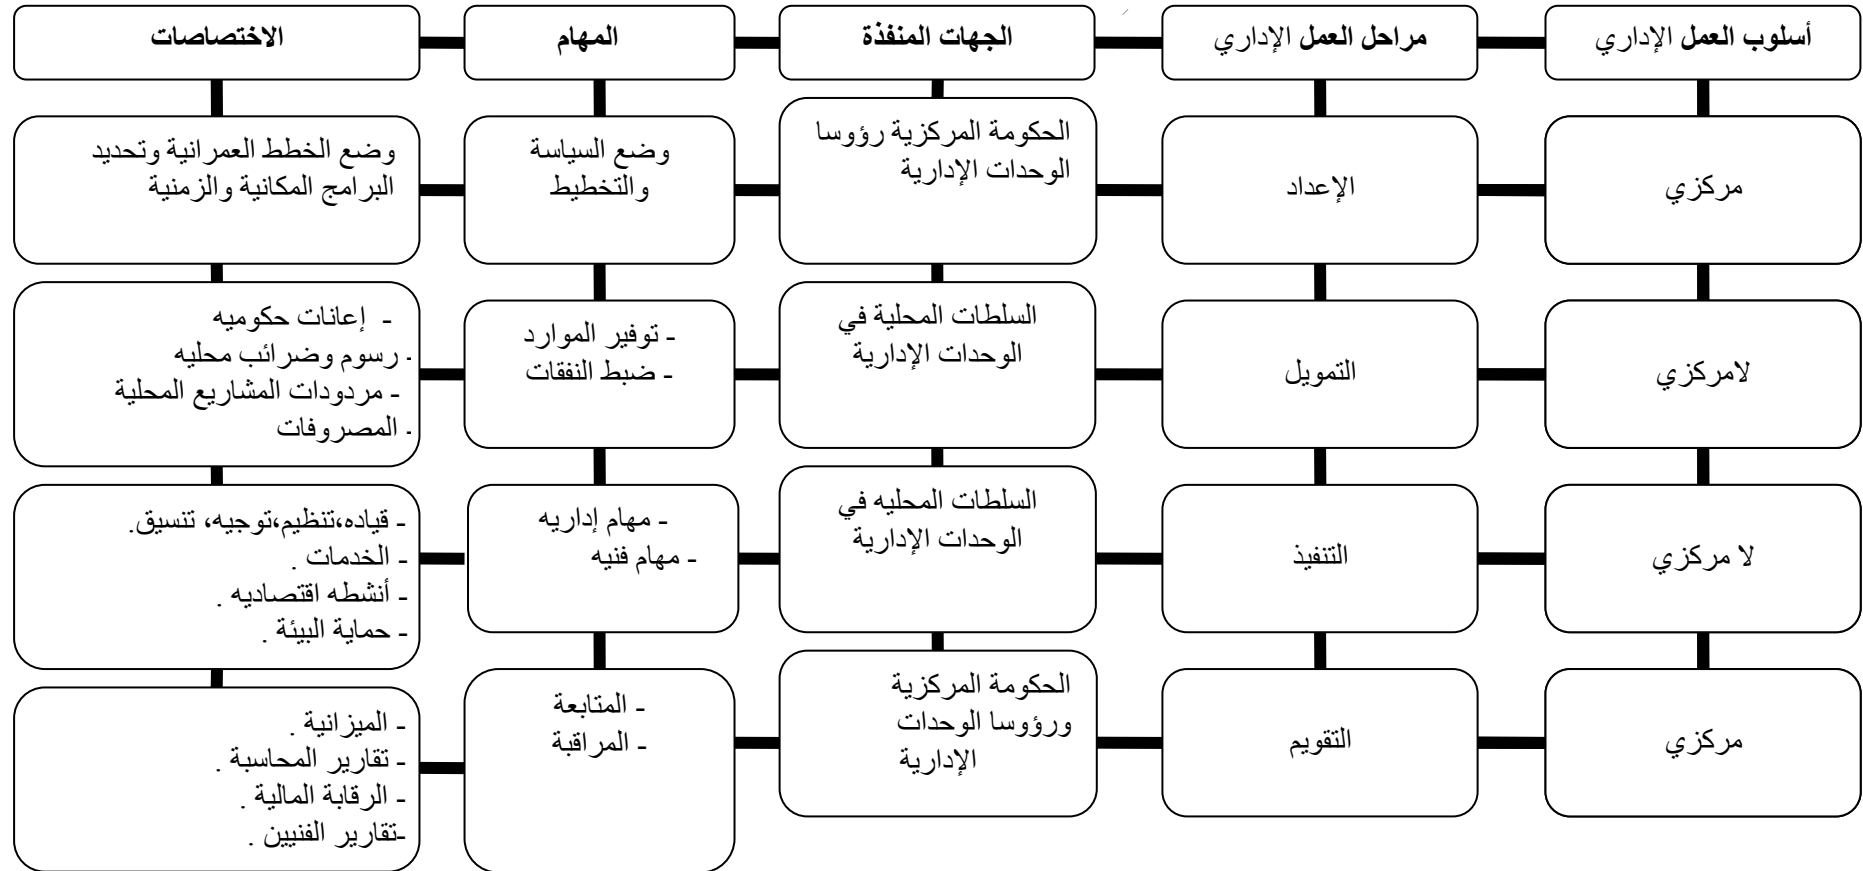 أسلوب العمل الإداري
مراحل العمل الإداري
الجهات المنفذة
المهام
الاختصاصات
مركزي
الإعداد
الحكومة المركزية رؤوسا
الوحدات الإدارية
وضع السياسة
والتخطيط
وضع الخطط العمرانية وتحديد
البرامج المكانية والزمنية
لامركزي
التمويل
السلطات المحلية في
الوحدات الإدارية
- توفير الموارد
- ضبط النفقات
- إعانات حكوميه
- رسوم وضرائب محليه
- مردودات المشاريع المحلية
- المصروفات
لا مركزي
التنفيذ
السلطات المحليه في
الوحدات الإدارية
- مهام إداريه
- مهام فنيه
- قياده،تنظيم،توجيه، تنسيق.
- الخدمات .
- أنشطه اقتصاديه .
- حماية البيئة .
مركزي
التقويم
الحكومة المركزية
ورؤوسا الوحدات
الإدارية
- المتابعة
- المراقبة
- الميزانية .
- تقارير المحاسبة .
- الرقابة المالية .
-تقارير الفنيين .